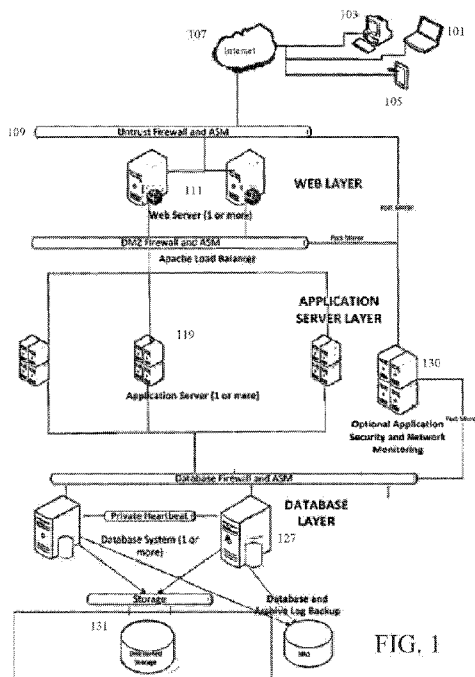 107
103
101
Internet
105
109
Untrust Firewall and ASM
111
WEB LAYER
Web Server (1 or more)
Port Mirror
DMZ Firewall and ASM
Port Mirror
Apache Load Balancer
APPLICATION
SERVER LAYER
119
130
Application Server (1 or more)
Port Mirror
Optional Application
Security and Network
Monitoring
Database Firewall and ASM
DATABASE
LAYER
Private Heartbeat
127
Database System (1 or
more)
Storage
Database and
Archive Log Backup
131
Storage
FIG. 1